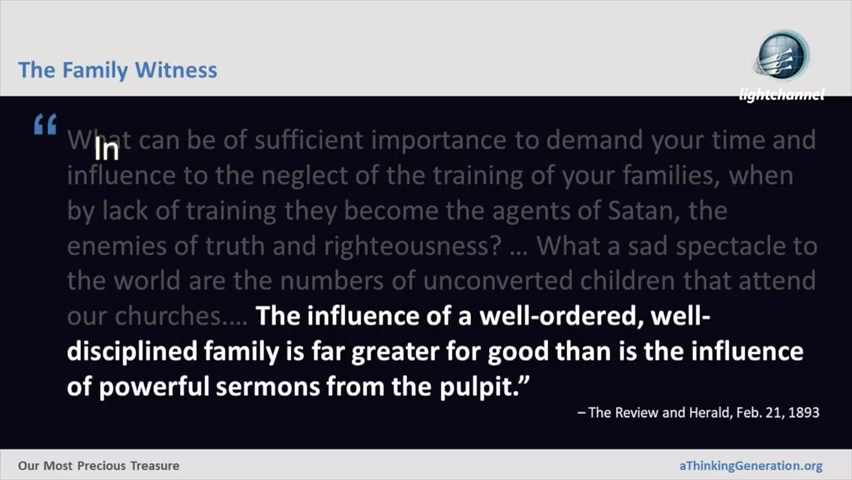 The Family Witness
lightchannel
“
In
What can be of sufficient importance to demand your time and
influence to the neglect of the training of your families, when
by lack of training they become the agents of Satan, the
enemies of truth and righteousness? ... What a sad spectacle to
the world are the numbers of unconverted children that attend
our churches.... The influence of a well-ordered, well-
disciplined family is far greater for good than is the influence
of powerful sermons from the pulpit.”
– The Review and Herald, Feb. 21, 1893
Our Most Precious Treasure
aThinkingGeneration.org